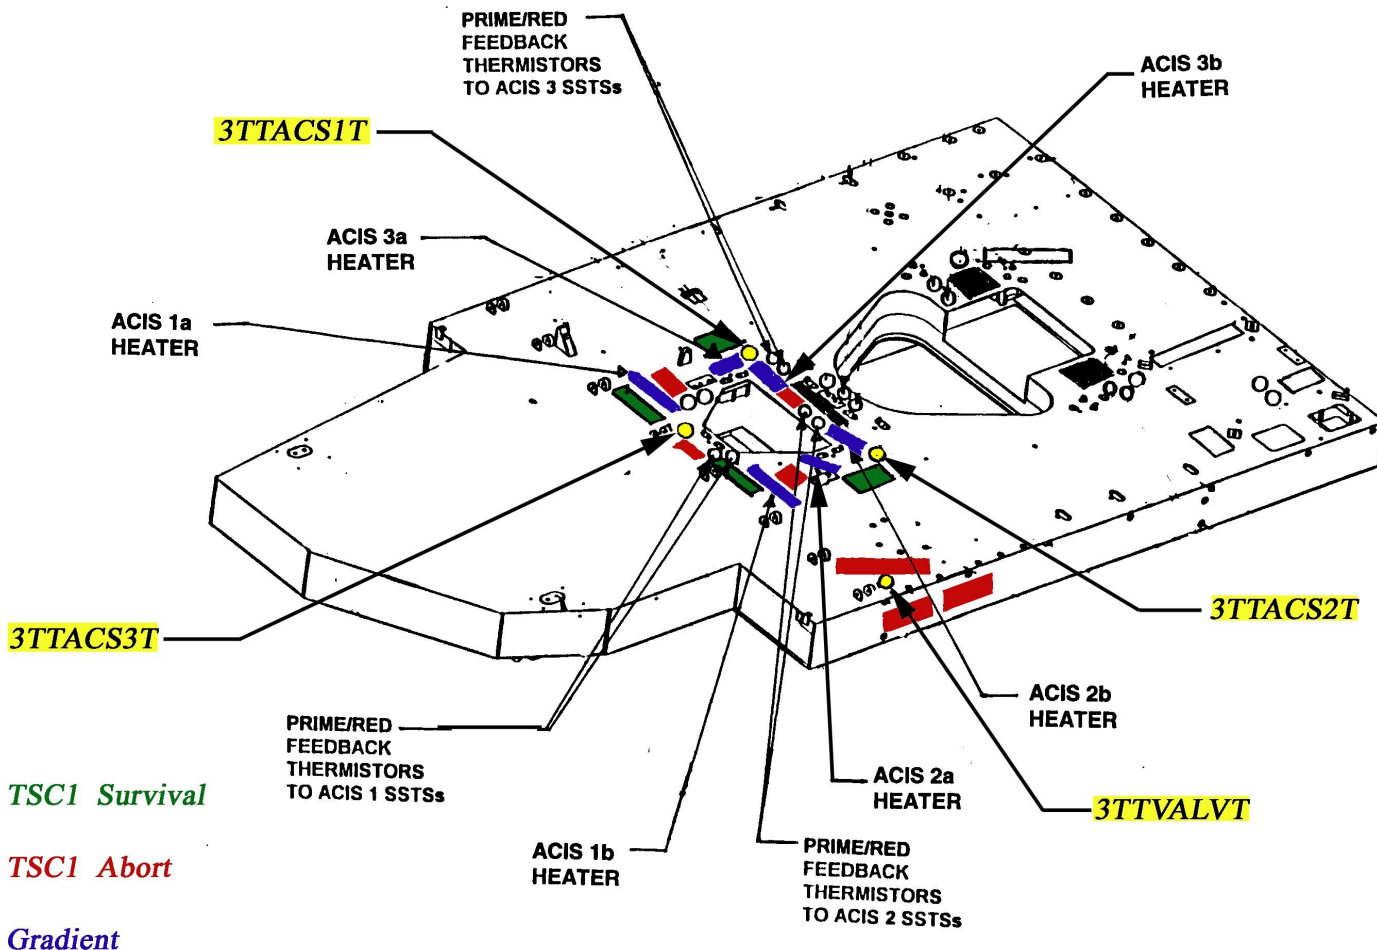 PRIME/RED
FEEDBACK
THERMISTORS
TO ACIS 3 SSTSs
ACIS 3b
HEATER
3TTACS1T
ACIS 3a
HEATER
ACIS 1a
HEATER
3TTACS2T
3TTACS3T
ACIS 2b
HEATER
PRIME/RED
FEEDBACK
THERMISTORS
TO ACIS 1 SSTSs
ACIS 2a
HEATER
3TTVALVT
TSC1 Survival
TSC1 Abort
Gradient
ACIS 1b
HEATER
PRIME/RED
FEEDBACK
THERMISTORS
TO ACIS 2 SSTSs